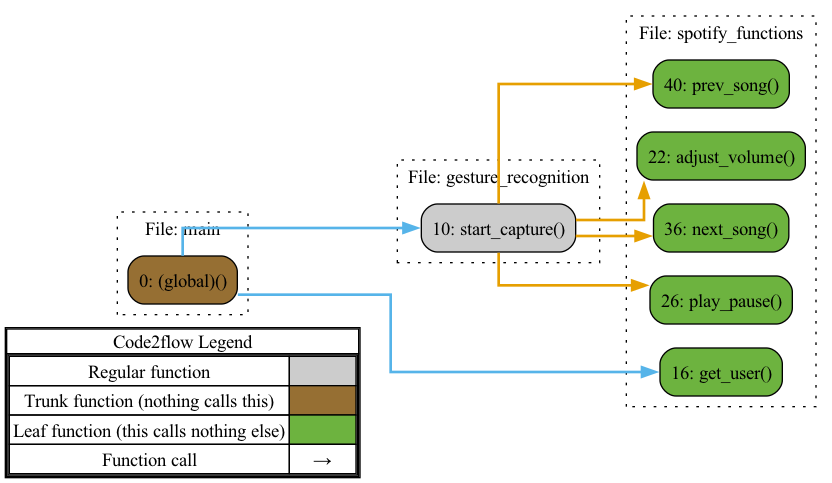 File: spotify_functions
40: prev_song()
22: adjust_volume()
File: gesture_recognition
10: start_capture()
36: next_song()
File: main
0: (global)()
26: play_pause()
16: get_user()
Code2flow Legend
Regular function
Trunk function (nothing calls this)
Leaf function (this calls nothing else)
Function call →